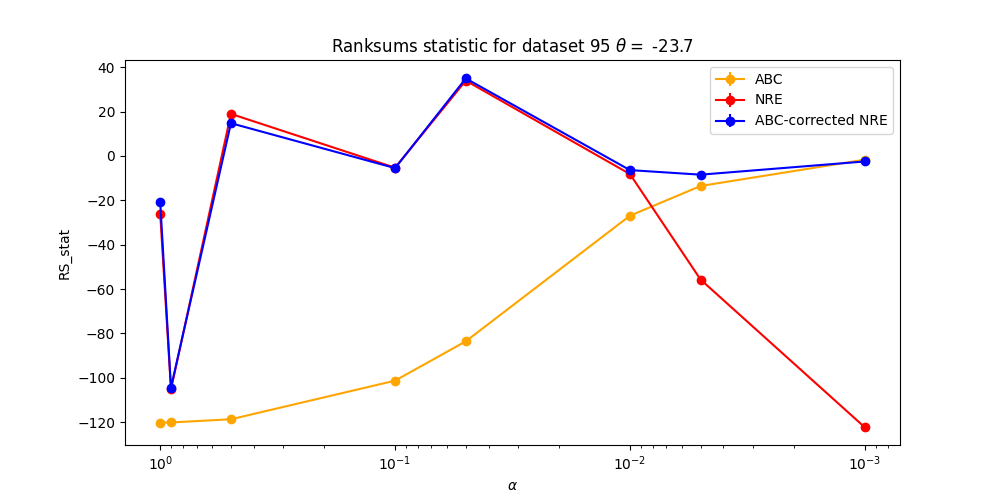 Ranksums statistic for dataset 95 θ = -23.7
ABC
NRE
ABC-corrected NRE
RS_stat
40
20
0
−20
−40
−60
−80
−100
−120
10⁰
10⁻¹
10⁻²
10⁻³
α